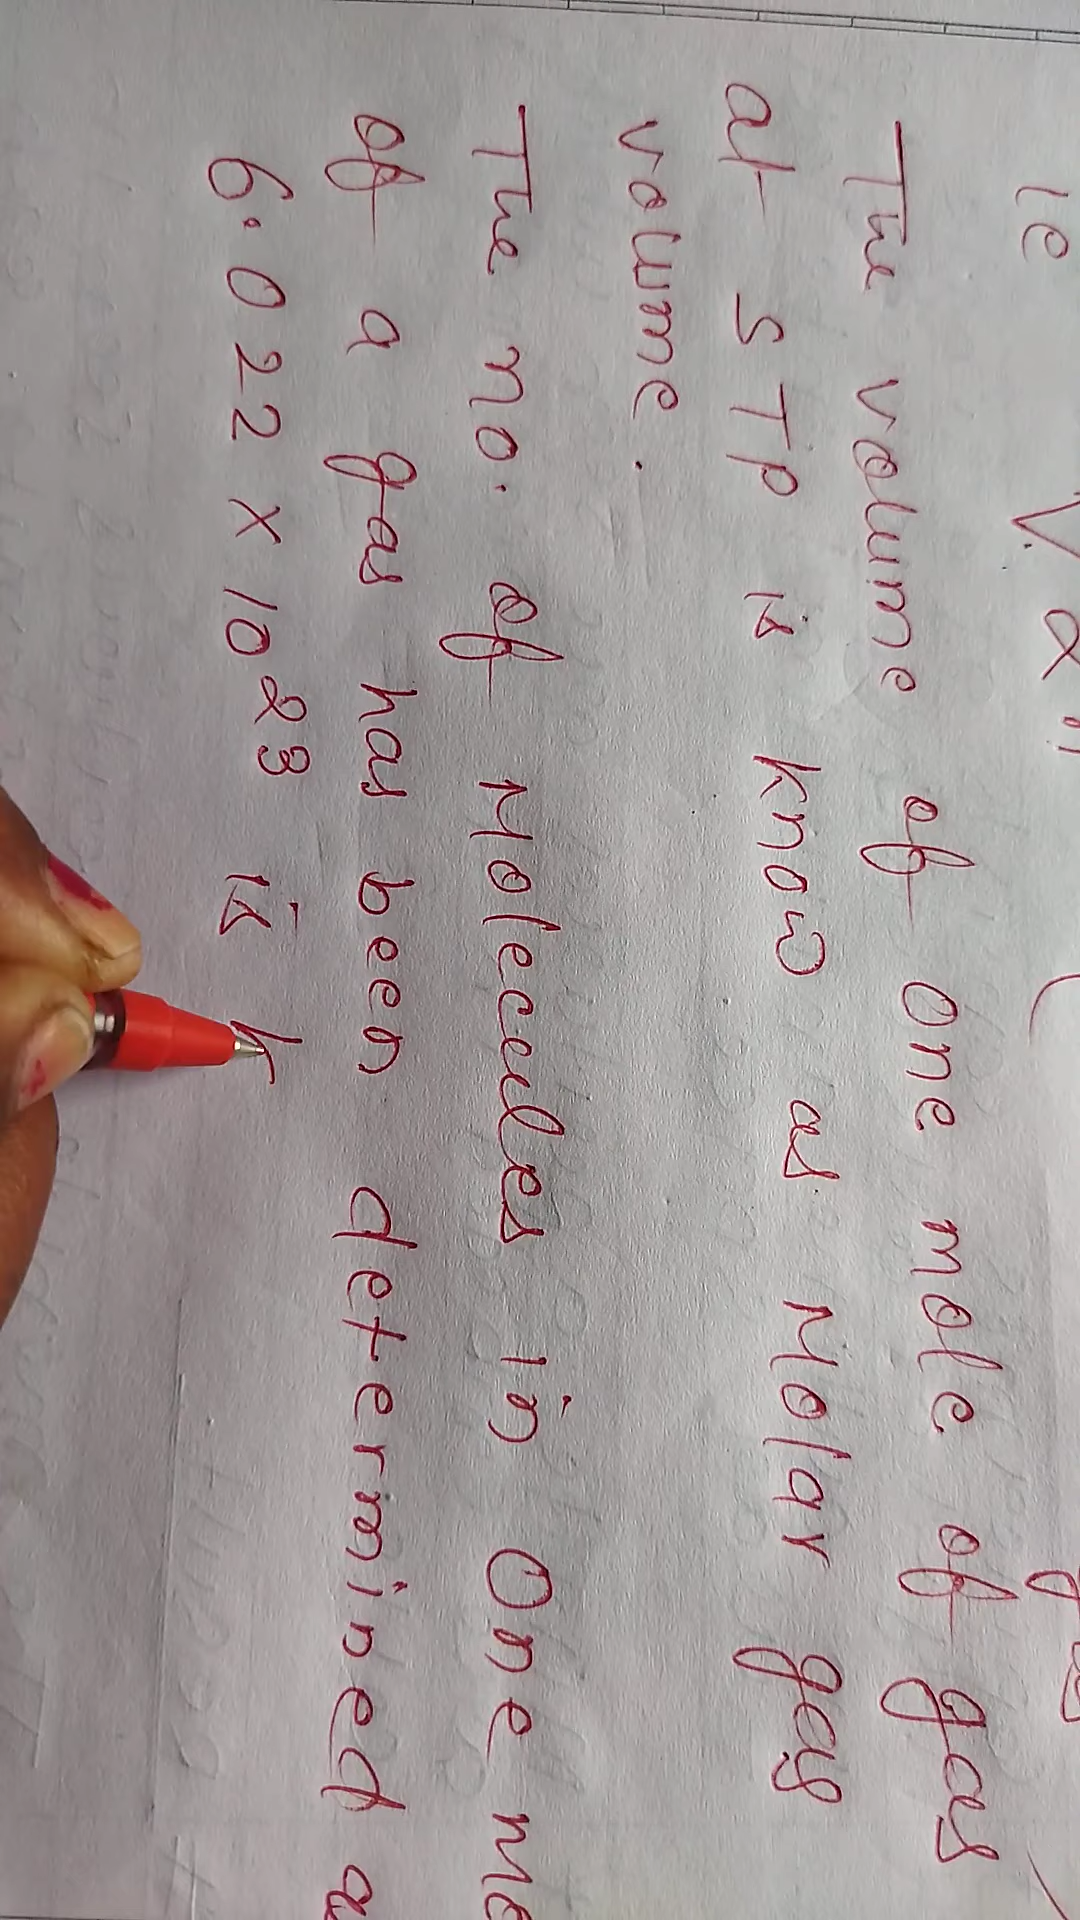 ie V ∝ n
The volume of one mole of gas
at STP is know as Molar gas
volume.
The no. of Molecules in One mo
of a gas has been determined a
6.022 x 10²³ is k